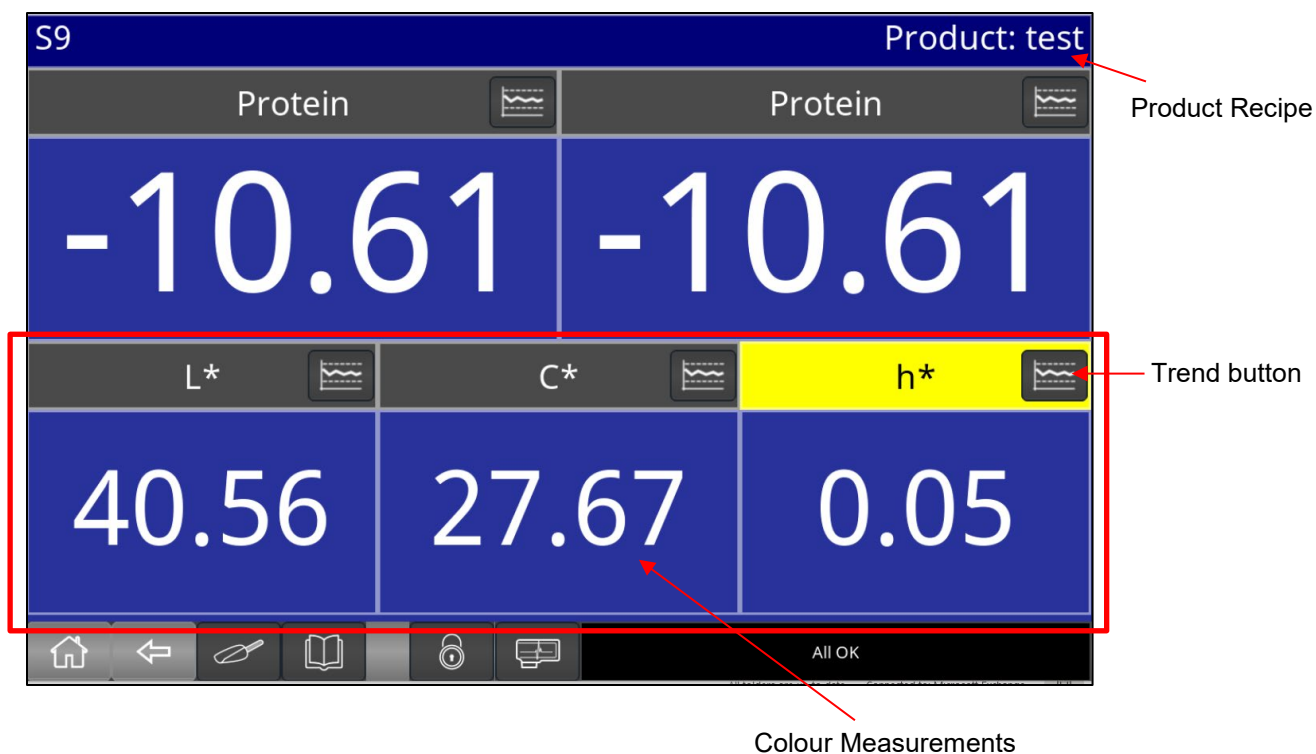 S9 Product: test
Product Recipe
Protein Protein
-10.61 -10.61
L* C* h*
Trend button
40.56 27.67 0.05
All OK
Colour Measurements